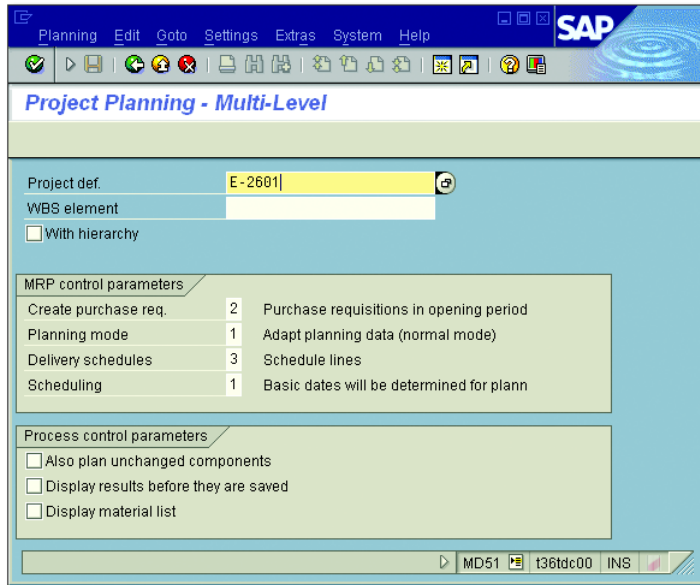 Planning Edit Goto Settings Extras System Help
SAP
Project Planning - Multi-Level
Project def. E-2601
WBS element
With hierarchy
MRP control parameters
Create purchase req. 2 Purchase requisitions in opening period
Planning mode 1 Adapt planning data (normal mode)
Delivery schedules 3 Schedule lines
Scheduling 1 Basic dates will be determined for plann
Process control parameters
Also plan unchanged components
Display results before they are saved
Display material list
MD51 t36tdc00 INS